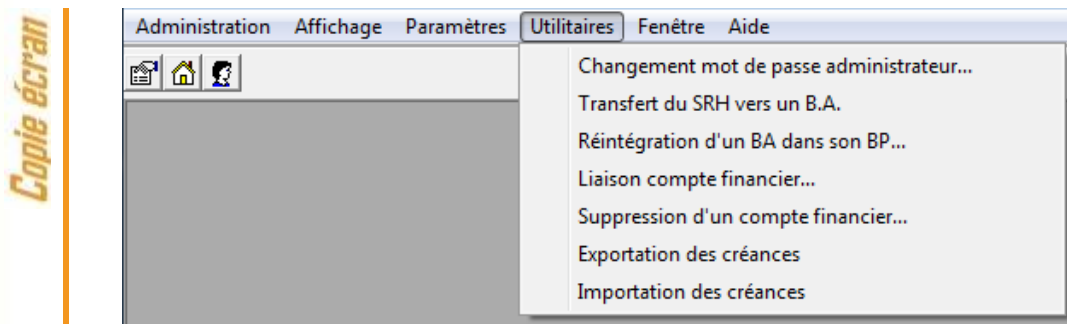 Copie écran
Administration Affichage Paramètres Utilitaires Fenêtre Aide
Changement mot de passe administrateur...
Transfert du SRH vers un B.A.
Réintégration d'un BA dans son BP...
Liaison compte financier...
Suppression d'un compte financier...
Exportation des créances
Importation des créances